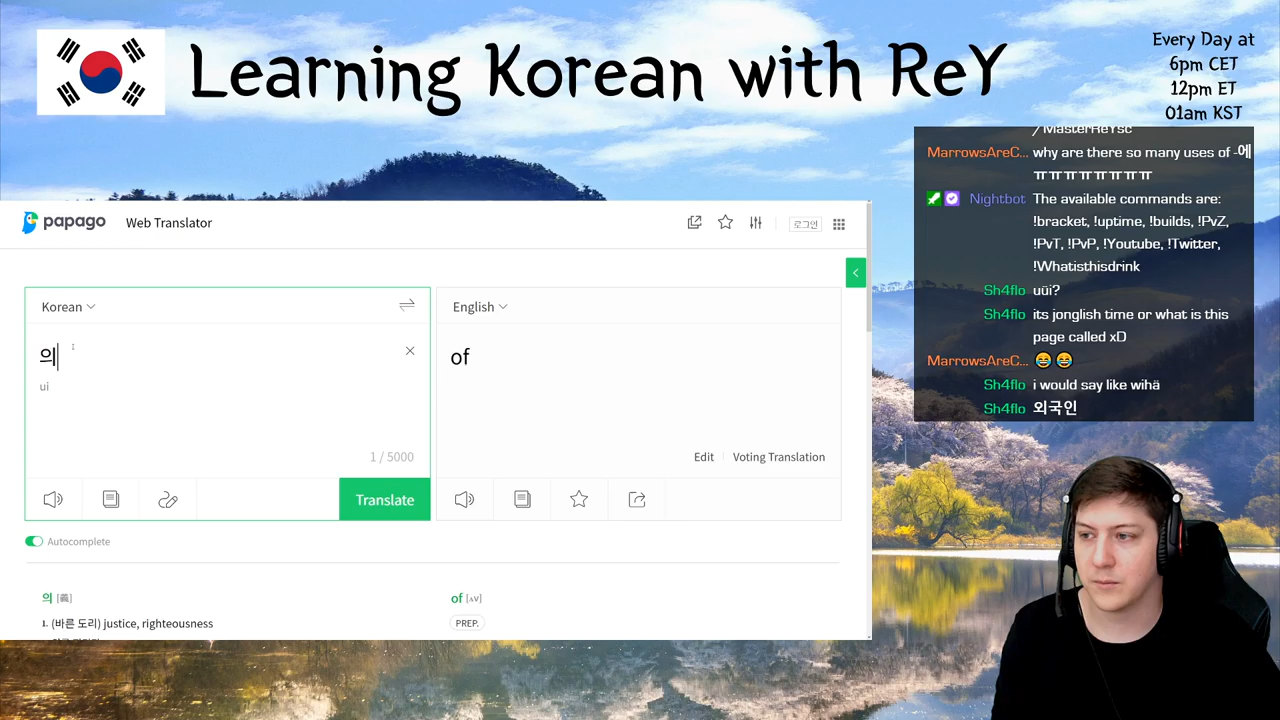 Learning Korean with ReY
Every Day at
6pm CET
12pm ET
01am KST
papago
Web Translator
로그인
Korean
English
의
ui
of
1 / 5000
Edit
Voting Translation
Translate
Autocomplete
의 [義]
1. (바른 도리) justice, righteousness
of [ʌv]
PREP.
/ MasterReYsc
MarrowsAreC... why are there so many uses of -에
ㅠㅠㅠㅠㅠㅠㅠㅠ
Nightbot The available commands are:
!bracket, !uptime, !builds, !PvZ,
!PvT, !PvP, !Youtube, !Twitter,
!Whatisthisdrink
Sh4flo uüi?
Sh4flo its jonglish time or what is this
page called xD
MarrowsAreC... 😂 😂
Sh4flo i would say like wihä
Sh4flo 외국인